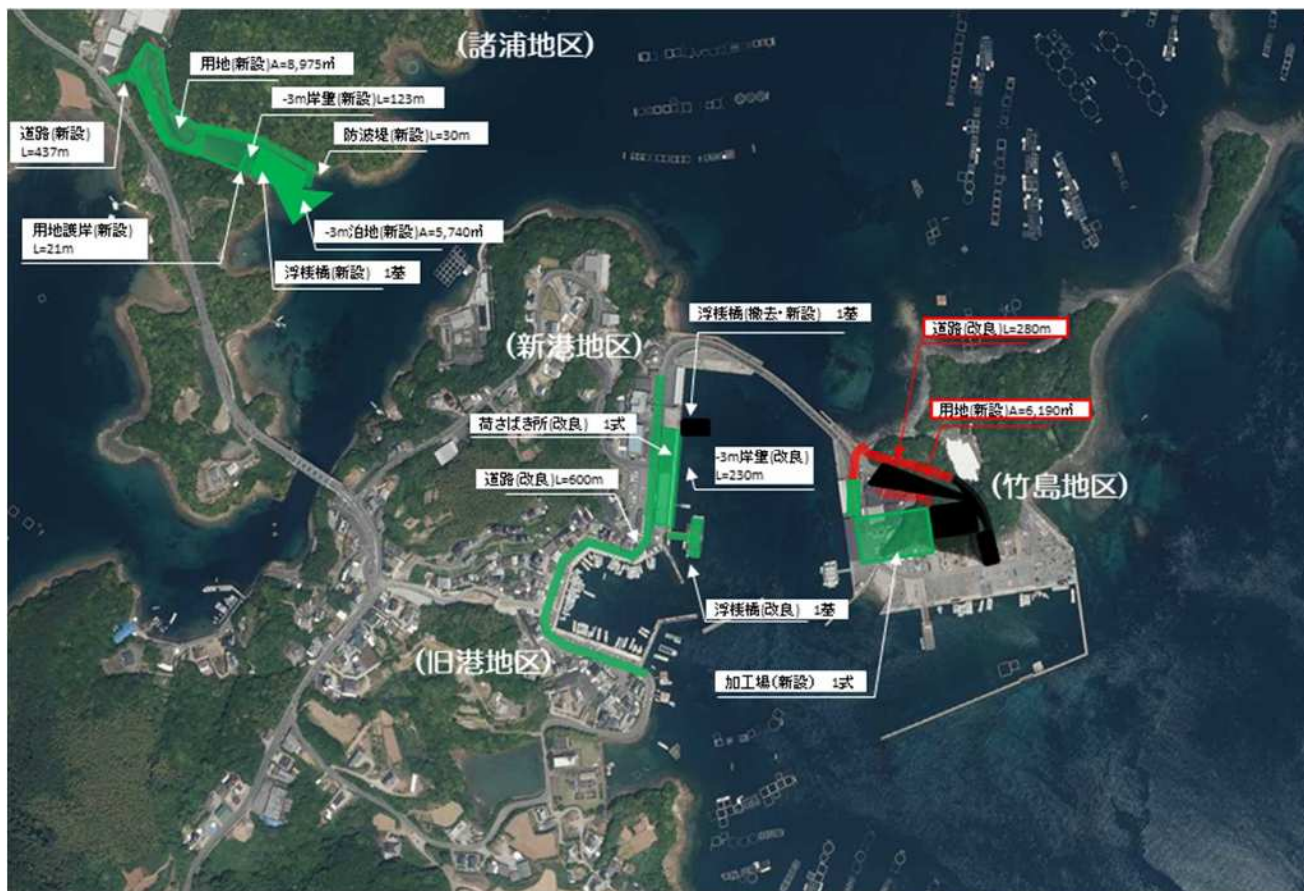 (諸浦地区)
用地(新設)A=8,975㎡
-3m岸壁(新設)L=123m
防波堤(新設)L=30m
道路(新設)
L=437m
用地護岸(新設)
L=21m
-3m泊地(新設)A=5,740㎡
浮桟橋(新設) 1基
(新港地区)
浮桟橋(撤去・新設) 1基
道路(改良)L=280m
用地(新設)A=6,190㎡
荷さばき所(改良) 1式
-3m岸壁(改良)
L=230m
道路(改良)L=600m
(竹島地区)
浮桟橋(改良) 1基
(旧港地区)
加工場(新設) 1式